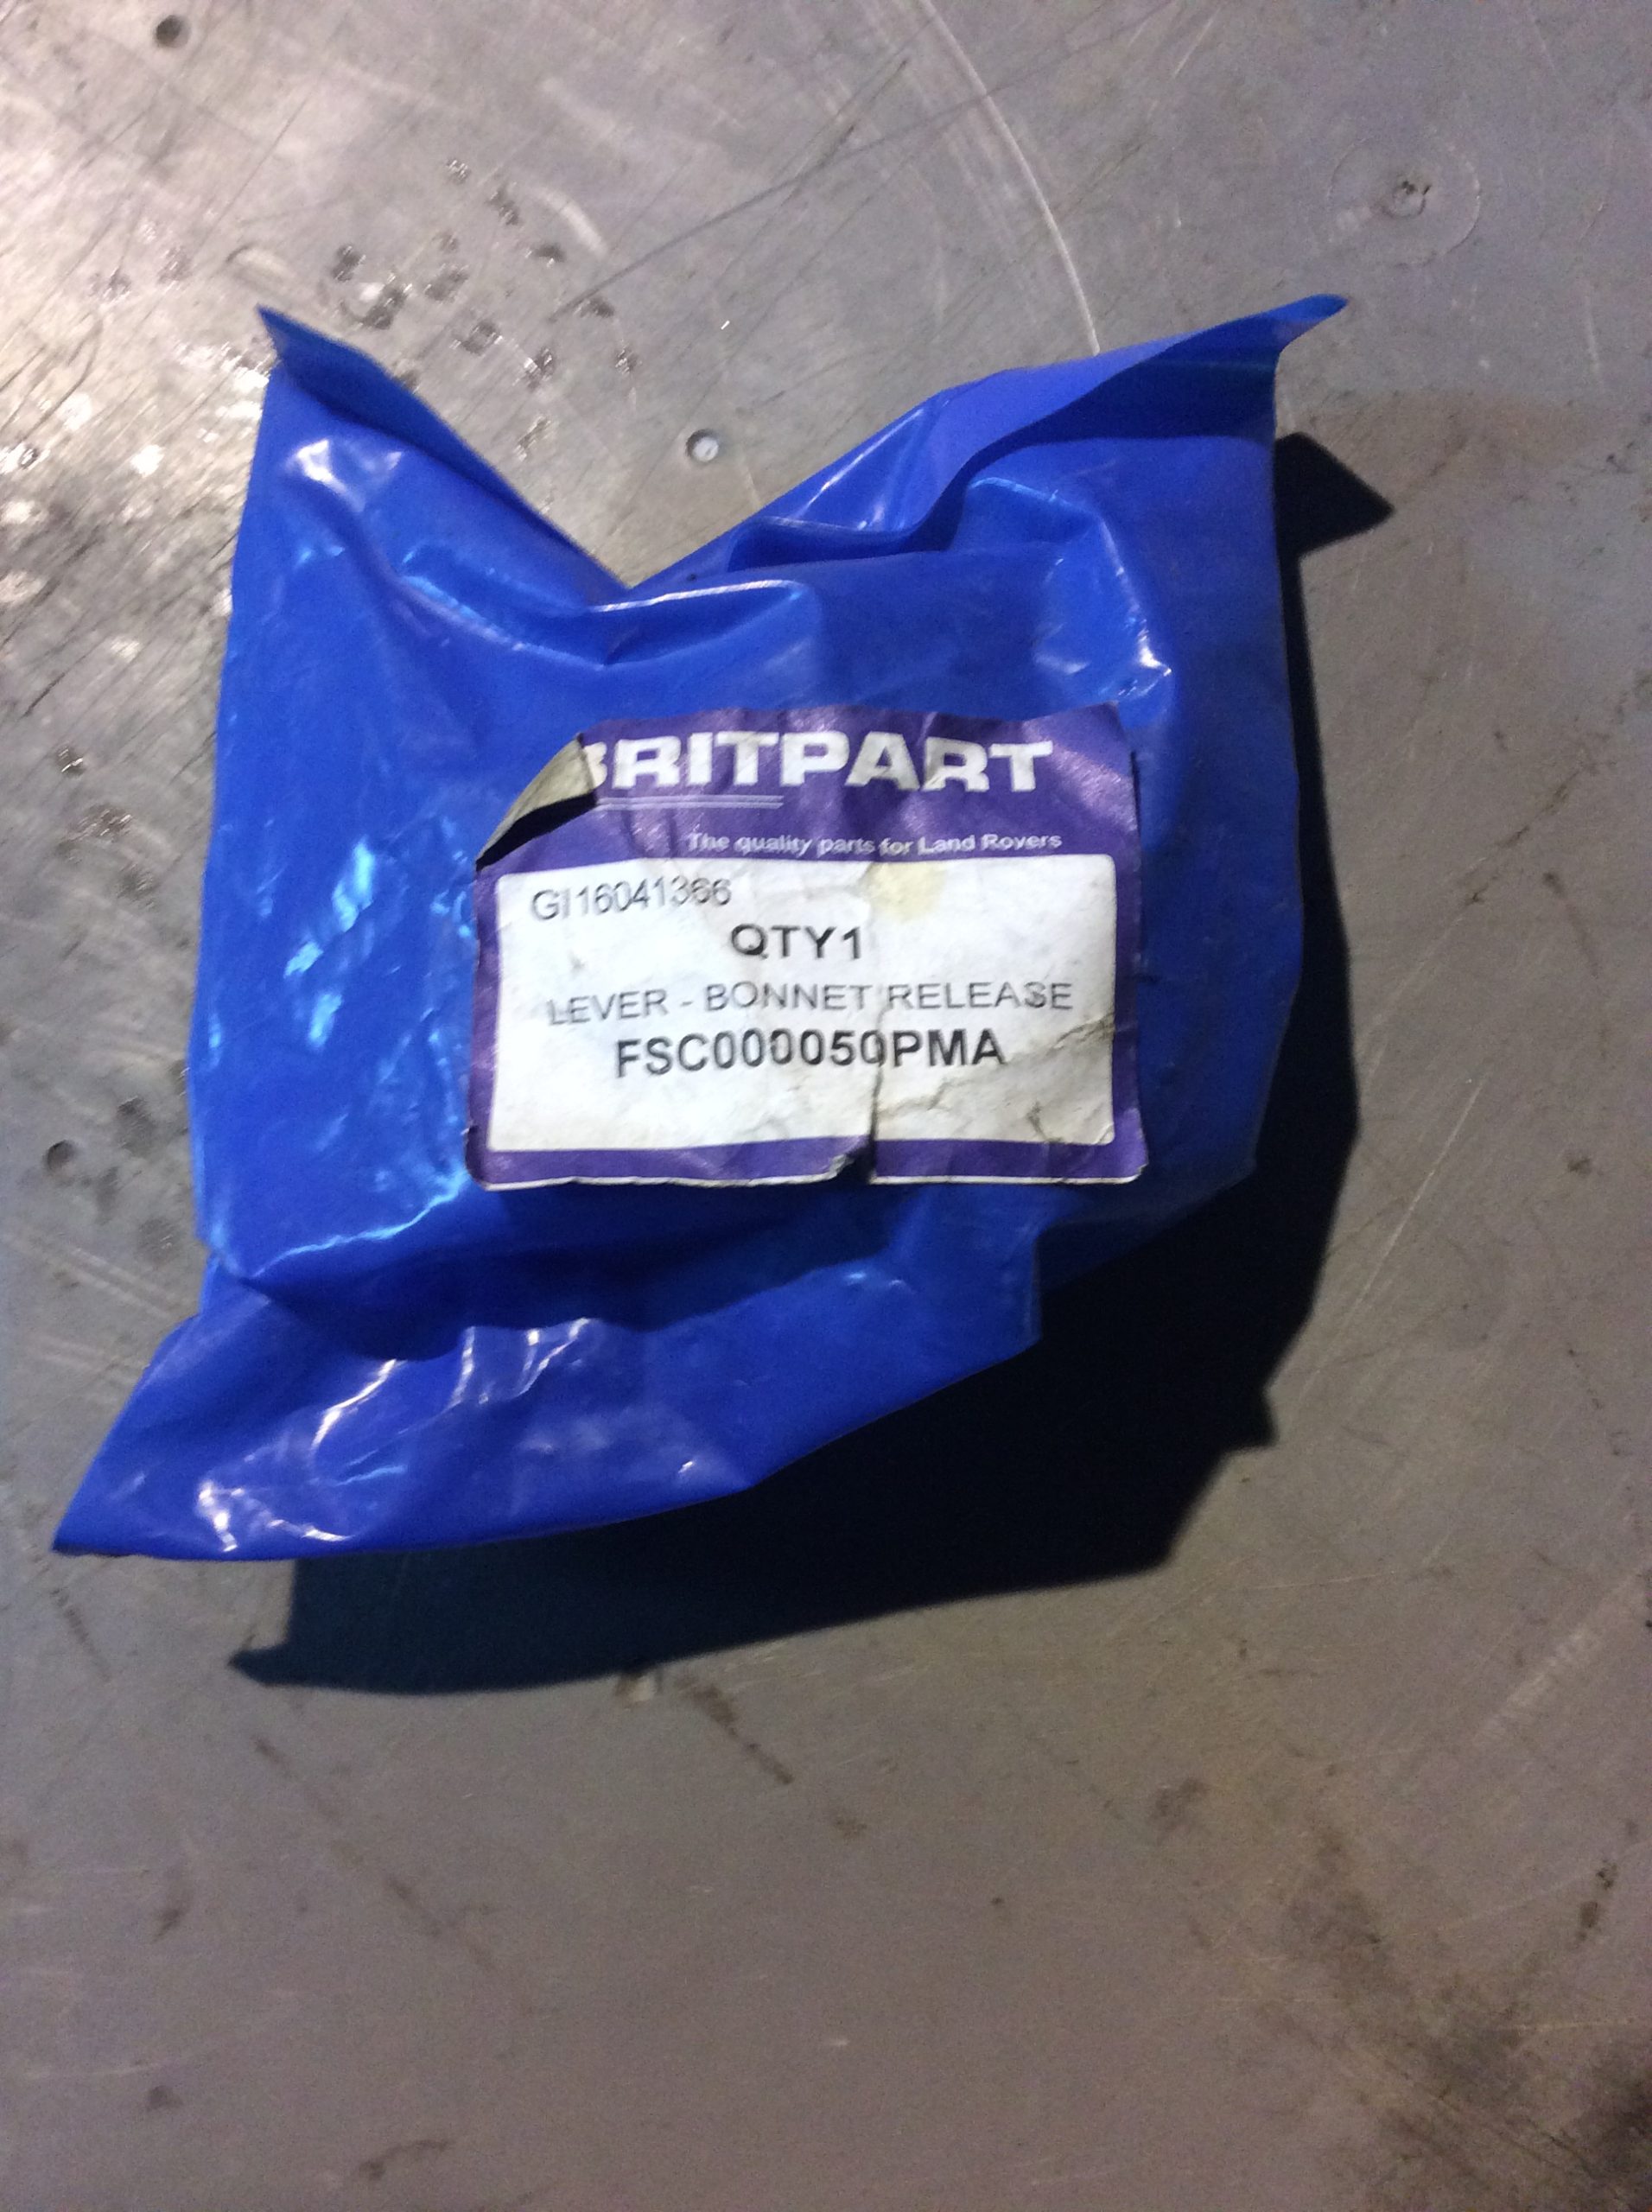 BRITPART
The quality parts for Land Rovers
GI16041366
QTY1
LEVER - BONNET RELEASE
FSC000050PMA